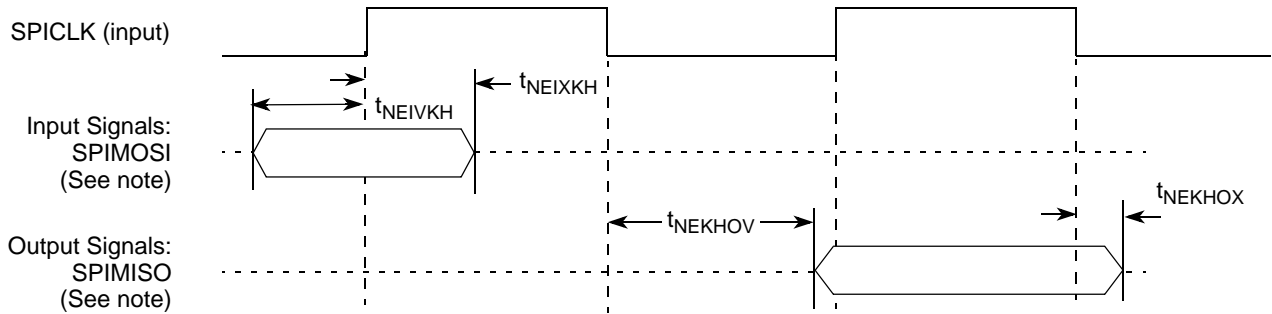 SPICLK (input)
tNEIXKH
tNEIVKH
Input Signals:
SPIMOSI
(See note)
tNEKHOX
tNEKHOV
Output Signals:
SPIMISO
(See note)